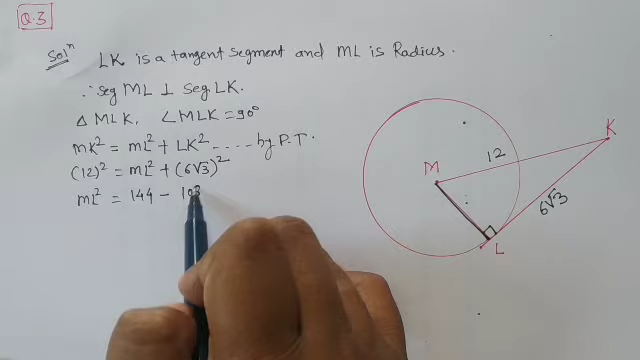 Q.3
Solⁿ LK is a tangent segment and ML is Radius.
∴ seg ML ⊥ seg LK.
△ MLK, ∠MLK = 90°
MK² = ML² + LK² .... by P.T.
(12)² = ML² + (6√3)²
ML² = 144 - 108
M
12
K
6√3
L